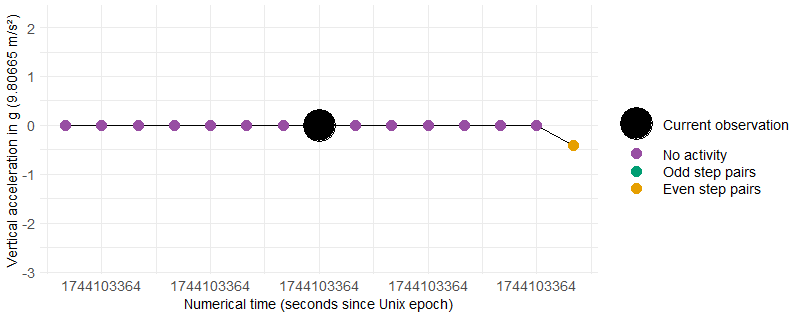 Vertical acceleration in g (9.80665 m/s²)
2
1
0
-1
-2
-3
1744103364 1744103364 1744103364 1744103364 1744103364
Numerical time (seconds since Unix epoch)
Current observation
No activity
Odd step pairs
Even step pairs